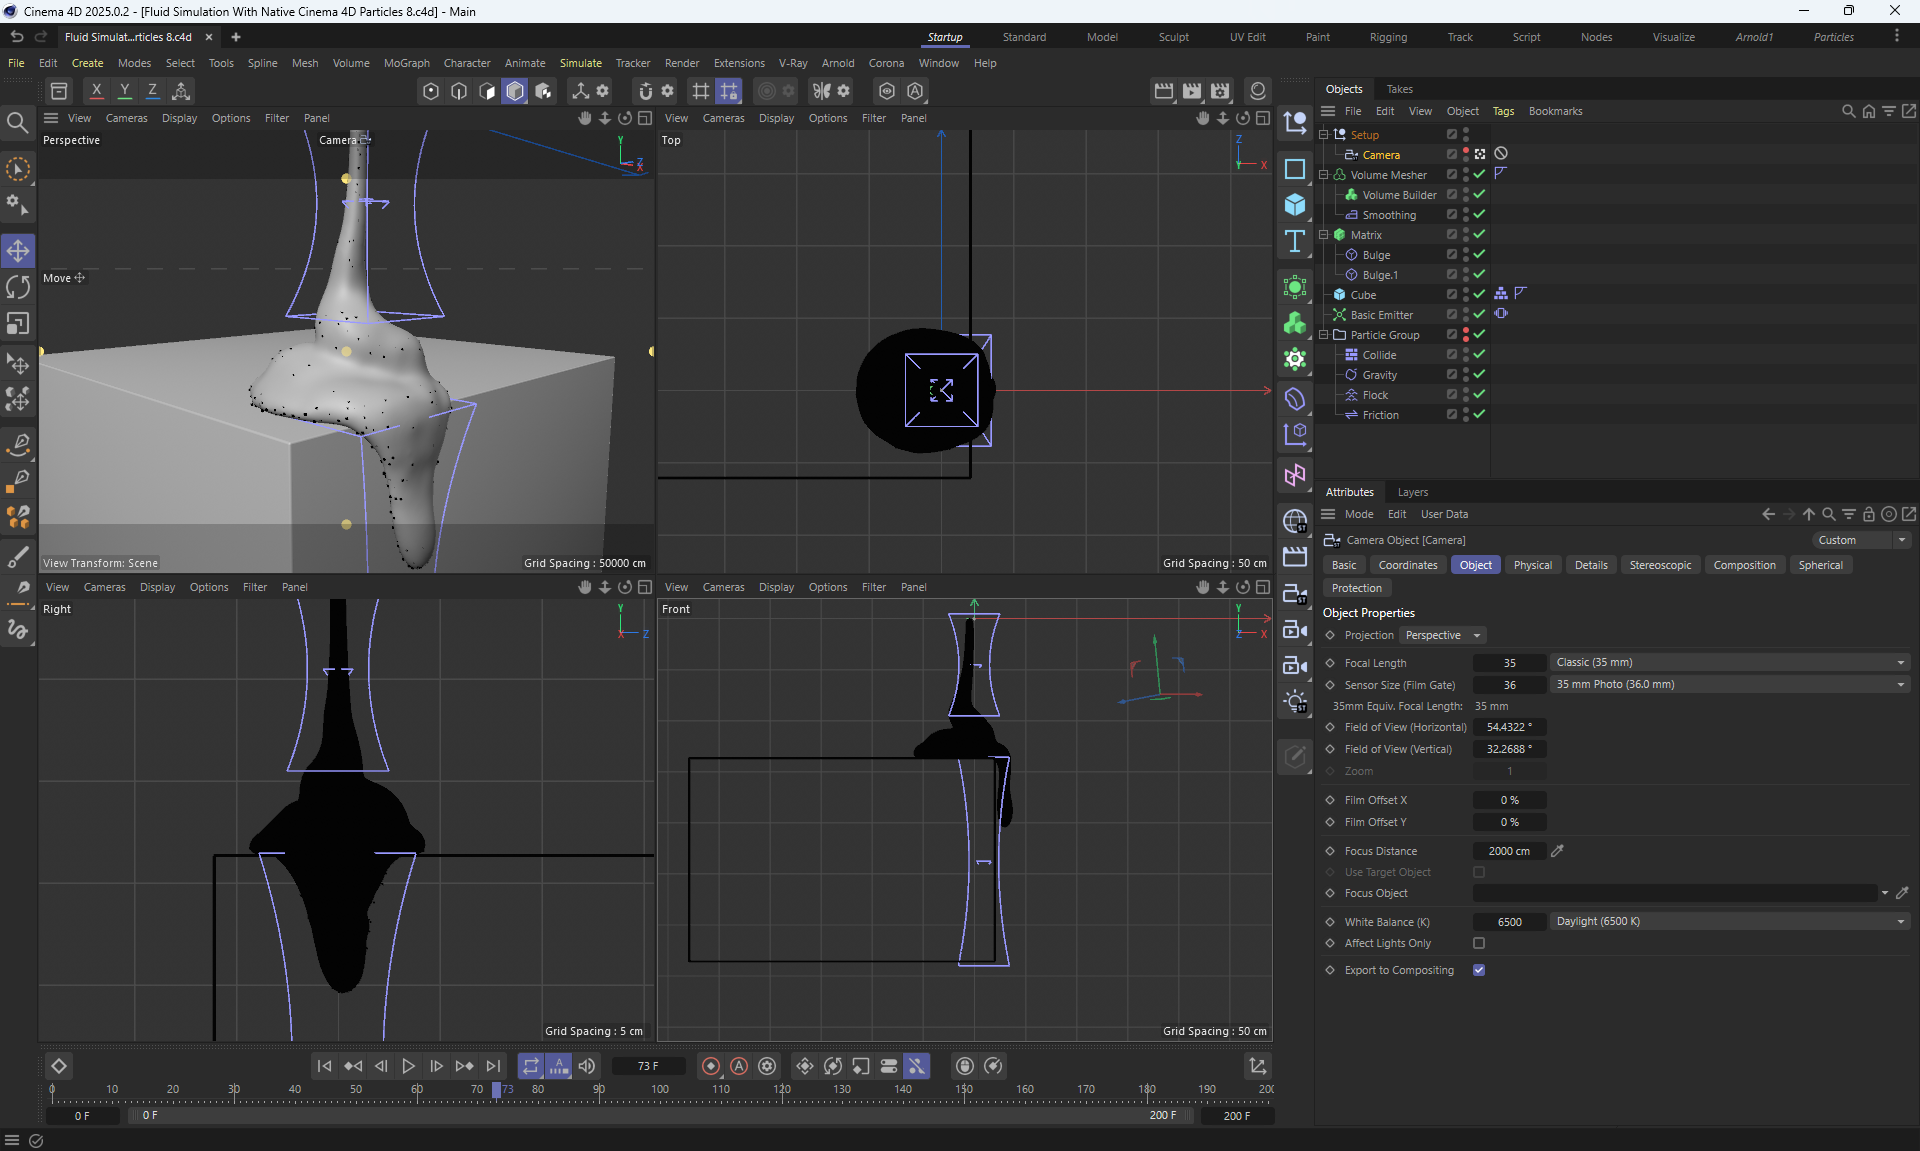 Cinema 4D 2025.0.2 - [Fluid Simulation With Native Cinema 4D Particles 8.c4d] - Main
Fluid Simulat...rticles 8.c4d
Startup Standard Model Sculpt UV Edit Paint Rigging Track Script Nodes Visualize Arnold1 Particles
File Edit Create Modes Select Tools Spline Mesh Volume MoGraph Character Animate Simulate Tracker Render Extensions V-Ray Arnold Corona Window Help
X Y Z
Objects Takes
File Edit View Object Tags Bookmarks
View Cameras Display Options Filter Panel
View Cameras Display Options Filter Panel
Perspective
Camera
Y
Z
X
Top
Z
Y
X
Move
View Transform: Scene
Grid Spacing : 50000 cm
Grid Spacing : 50 cm
Setup
Camera
Volume Mesher
Volume Builder
Smoothing
Matrix
Bulge
Bulge.1
Cube
Basic Emitter
Particle Group
Collide
Gravity
Flock
Friction
View Cameras Display Options Filter Panel
View Cameras Display Options Filter Panel
Right
Y
X
Z
Front
Y
Z
X
Grid Spacing : 5 cm
Grid Spacing : 50 cm
ST
ST
ST
Attributes Layers
Mode Edit User Data
Camera Object [Camera]
Custom
Basic Coordinates Object Physical Details Stereoscopic Composition Spherical
Protection
Object Properties
Projection Perspective
Focal Length 35 Classic (35 mm)
Sensor Size (Film Gate) 36 35 mm Photo (36.0 mm)
35mm Equiv. Focal Length: 35 mm
Field of View (Horizontal) 54.4322 °
Field of View (Vertical) 32.2688 °
Zoom 1
Film Offset X 0 %
Film Offset Y 0 %
Focus Distance 2000 cm
Use Target Object
Focus Object
White Balance (K) 6500 Daylight (6500 K)
Affect Lights Only
Export to Compositing
73 F
0 10 20 30 40 50 60 70 73 80 90 100 110 120 130 140 150 160 170 180 190 200
0 F 0 F 200 F 200 F